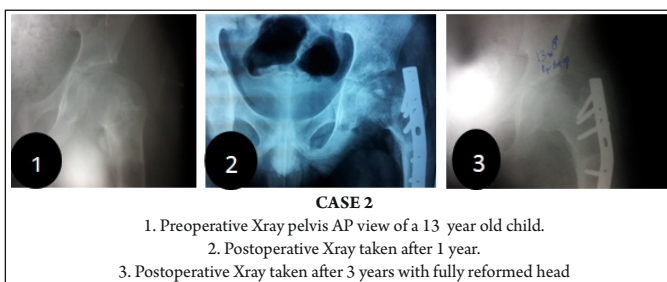 1
2
3
CASE 2
1. Preoperative Xray pelvis AP view of a 13 year old child.
2. Postoperative Xray taken after 1 year.
3. Postoperative Xray taken after 3 years with fully reformed head